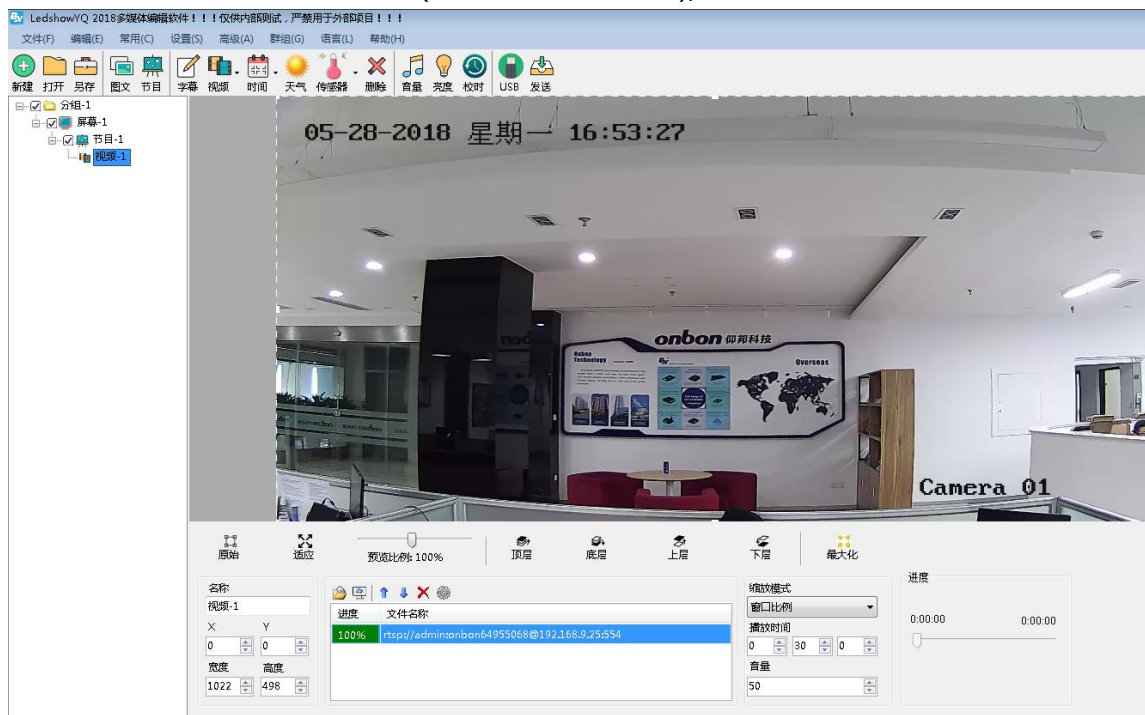 LedshowYQ 2018多媒体编辑软件！！！仅供内部测试，严禁用于外部项目！！！
文件(F) 编辑(E) 常用(C) 设置(S) 高级(A) 群组(G) 语言(L) 帮助(H)
新建 打开 另存 图文 节目 字幕 视频 时间 天气 传感器 删除 音量 亮度 校时 USB 发送
分组-1
屏幕-1
节目-1
视频-1
05-28-2018 星期一 16:53:27
onbon 仰邦科技
Onbon Technology
Overseas
Camera 01
原始 适应 预览比例: 100% 顶层 底层 上层 下层 最大化
名称
视频-1
X Y
0 0
宽度 高度
1022 498
进度 文件名称
100% rtsp://admin:onbon64955068@192.168.9.25:554
缩放模式
窗口比例
播放时间
0 30 0
音量
50
进度
0:00:00 0:00:00